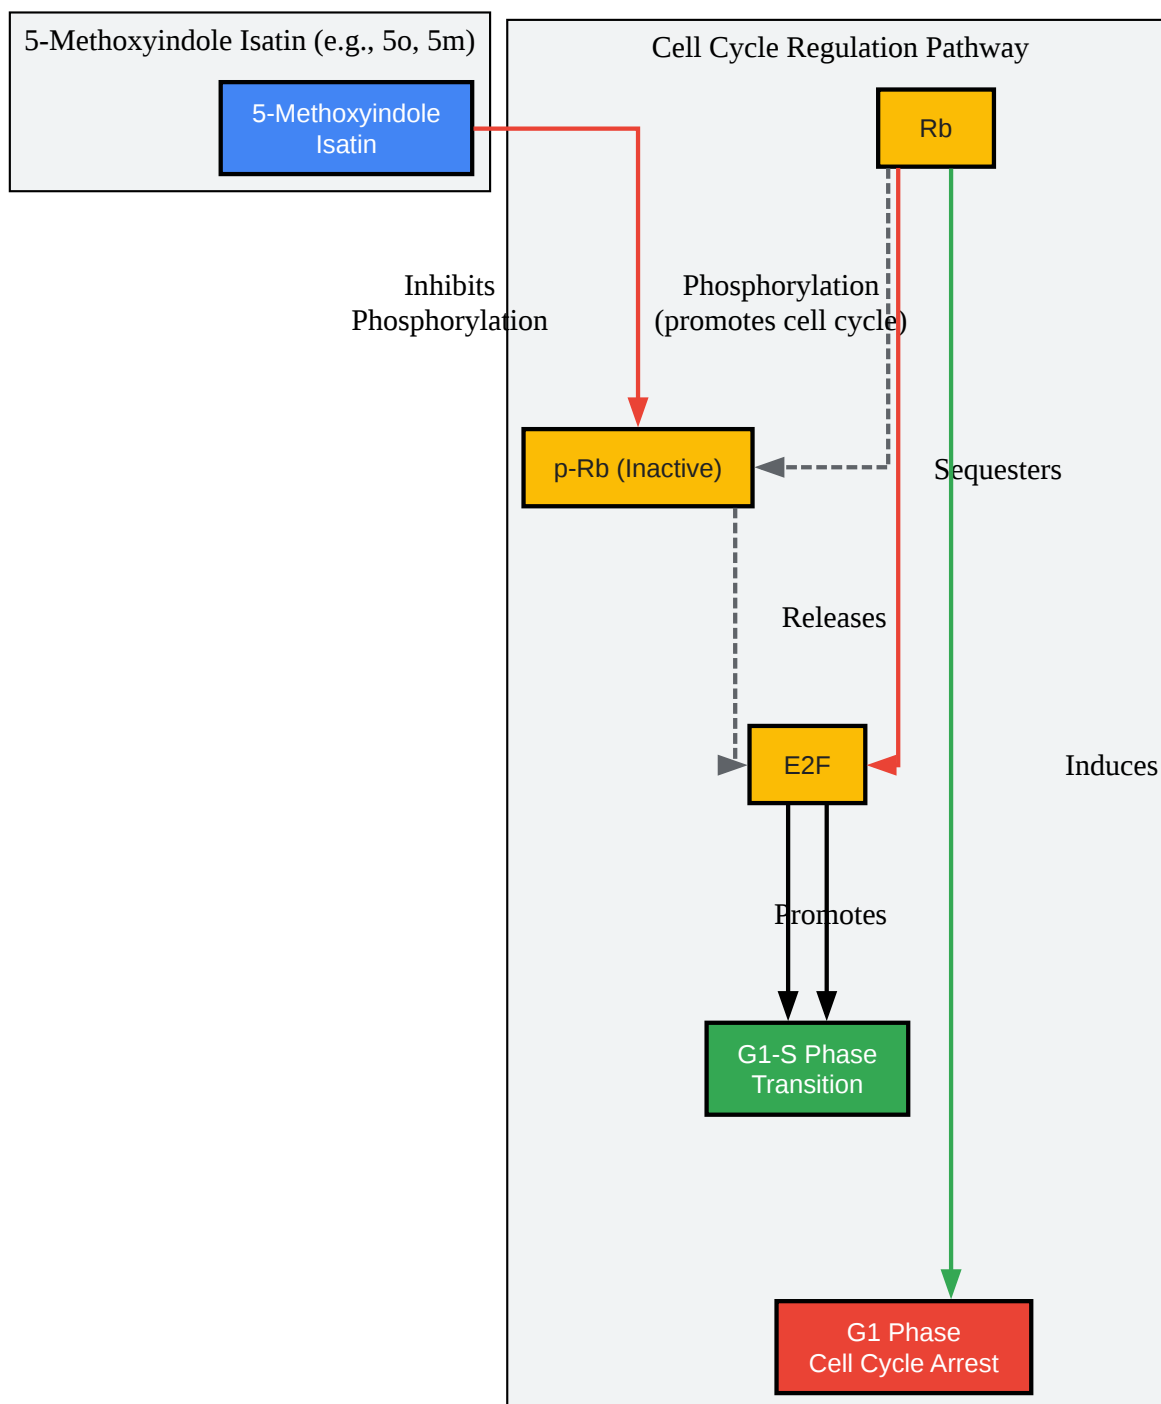 5-Methoxyindole Isatin (e.g., 5o, 5m)
Cell Cycle Regulation Pathway
5-Methoxyindole
Isatin
Rb
Inhibits
Phosphorylation
Phosphorylation
(promotes cell cycle)
p-Rb (Inactive)
Sequesters
Releases
E2F
Induces
Promotes
G1-S Phase
Transition
G1 Phase
Cell Cycle Arrest